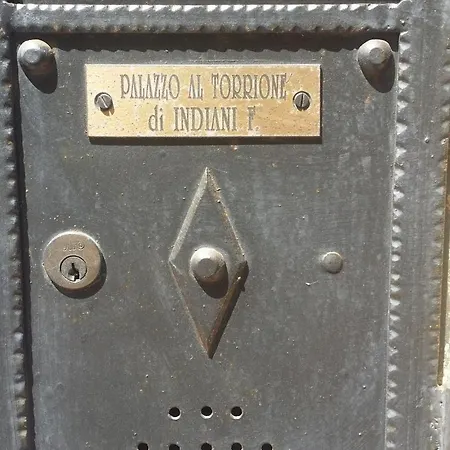 PALAZZO AL TORRIONE
di INDIANI F.